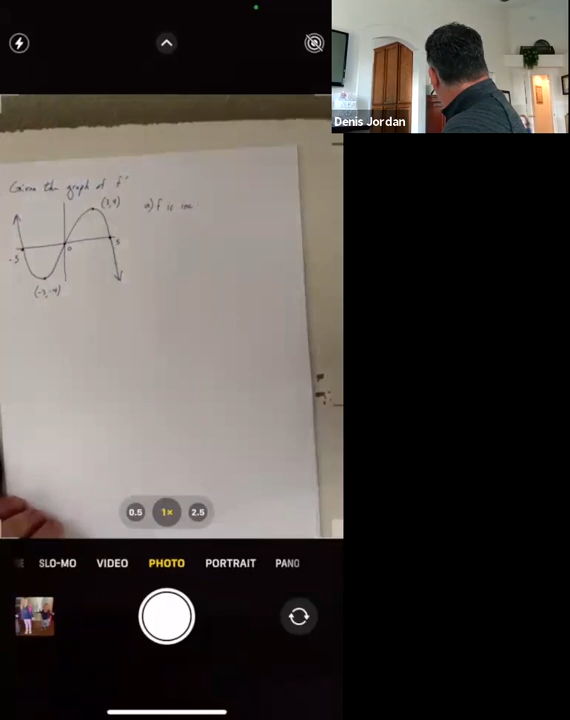 Denis Jordan
Given the graph of f'
(3,4)
a) f is inc
-5
0
5
(-3,-4)
0.5
1×
2.5
SLO-MO
VIDEO
PHOTO
PORTRAIT
PANO